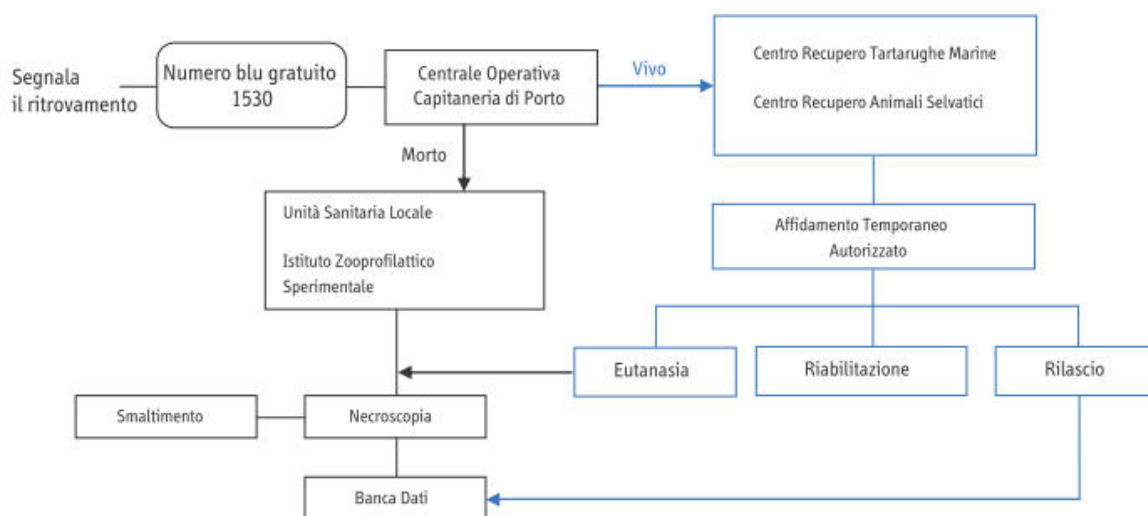 Segnala
il ritrovamento
Numero blu gratuito
1530
Centrale Operativa
Capitaneria di Porto
Vivo
Centro Recupero Tartarughe Marine
Centro Recupero Animali Selvatici
Morto
Unità Sanitaria Locale
Istituto Zooprofilattico
Sperimentale
Affidamento Temporaneo
Autorizzato
Eutanasia
Riabilitazione
Rilascio
Smaltimento
Necroscopia
Banca Dati